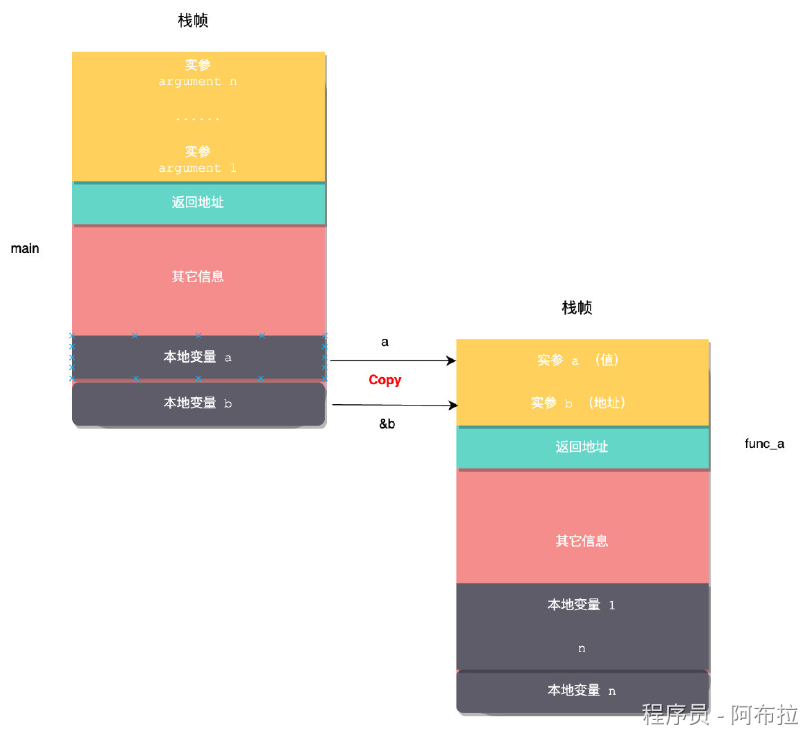 栈帧
实参
argument n
......
实参
argument 1
返回地址
main
其它信息
本地变量 a
本地变量 b
a
Copy
&b
栈帧
实参 a （值）
实参 b （地址）
返回地址
func_a
其它信息
本地变量 1
n
本地变量 n
程序员 - 阿布拉